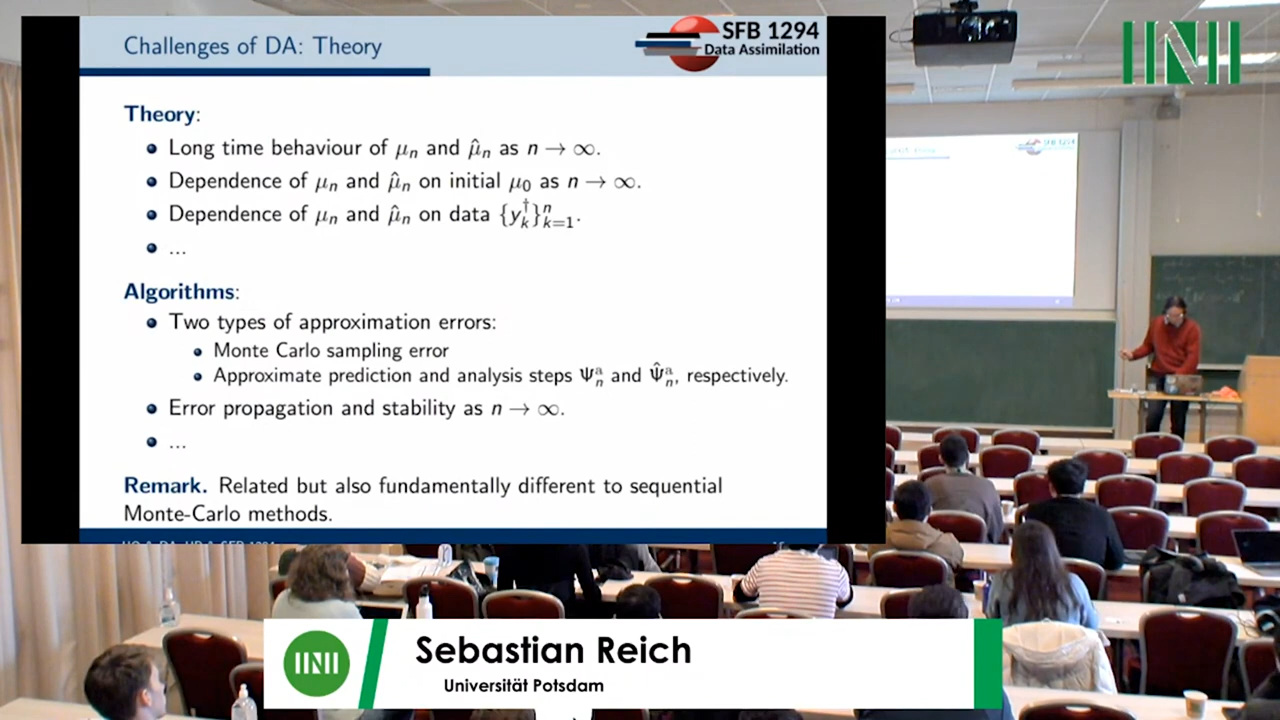 Challenges of DA: Theory
SFB 1294
Data Assimilation
Theory:
Long time behaviour of μₙ and μ̂ₙ as n → ∞.
Dependence of μₙ and μ̂ₙ on initial μ₀ as n → ∞.
Dependence of μₙ and μ̂ₙ on data {yₖ†}ⁿₖ₌₁.
...
Algorithms:
Two types of approximation errors:
Monte Carlo sampling error
Approximate prediction and analysis steps Ψₙᵃ and Ψ̂ₙᵃ, respectively.
Error propagation and stability as n → ∞.
...
Remark. Related but also fundamentally different to sequential
Monte-Carlo methods.
Sebastian Reich
Universität Potsdam